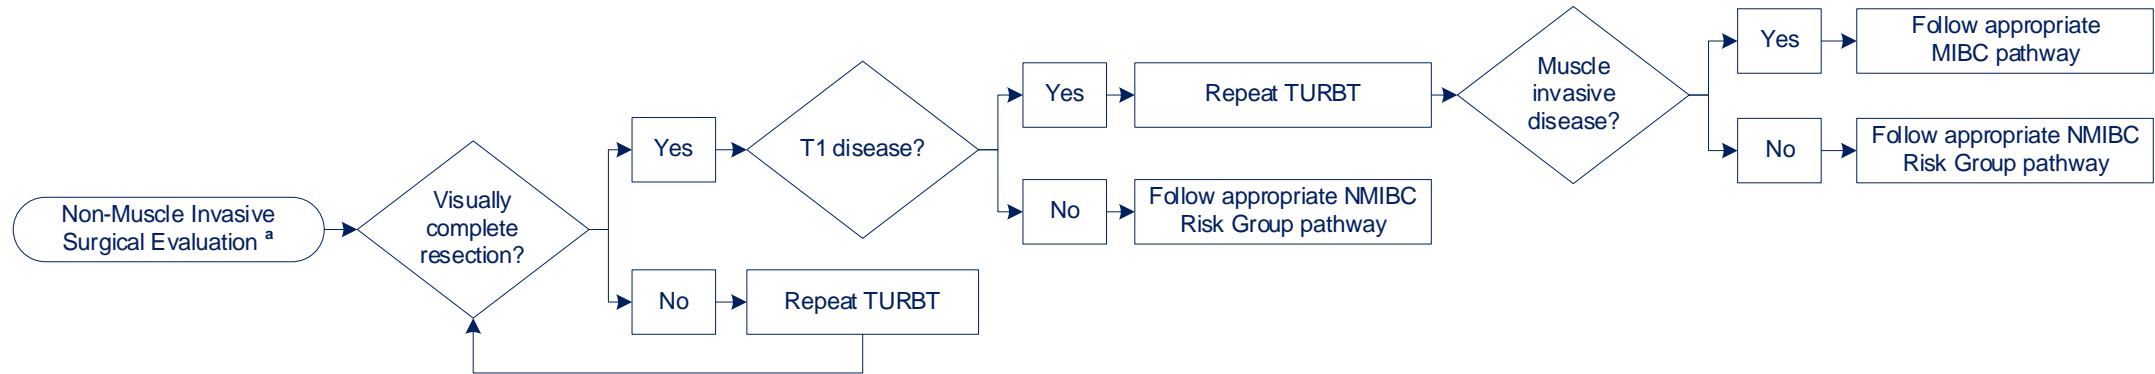 Non-Muscle Invasive
Surgical Evaluation a
Visually
complete
resection?
Yes
No
Repeat TURBT
T1 disease?
Yes
No
Repeat TURBT
Follow appropriate NMIBC
Risk Group pathway
Muscle
invasive
disease?
Yes
No
Follow appropriate
MIBC pathway
Follow appropriate NMIBC
Risk Group pathway